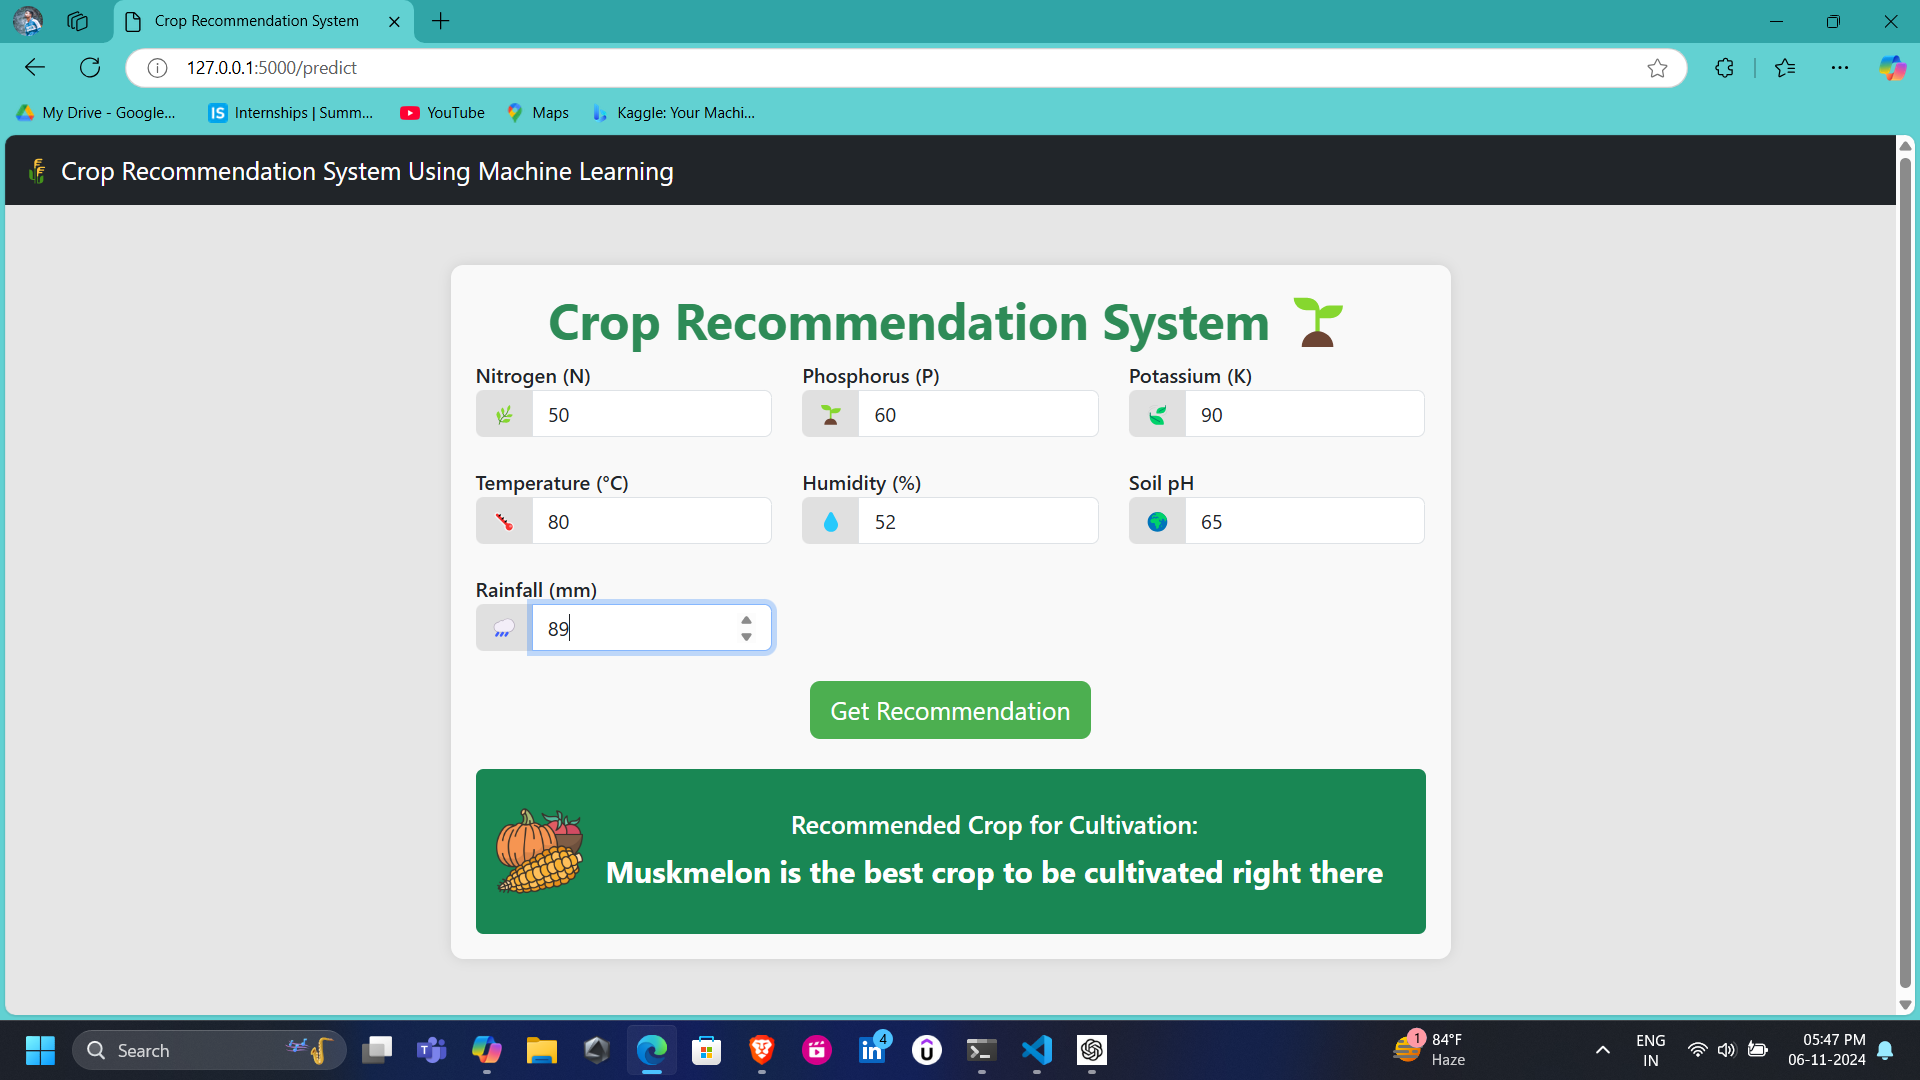 Crop Recommendation System
127.0.0.1:5000/predict
My Drive - Google...
IS Internships | Summ...
YouTube
Maps
Kaggle: Your Machi...
Crop Recommendation System Using Machine Learning
Crop Recommendation System
Nitrogen (N)
Phosphorus (P)
Potassium (K)
50
60
90
Temperature (°C)
Humidity (%)
Soil pH
80
52
65
Rainfall (mm)
89
Get Recommendation
Recommended Crop for Cultivation:
Muskmelon is the best crop to be cultivated right there
Search
4
1
84°F
Haze
ENG
IN
05:47 PM
06-11-2024